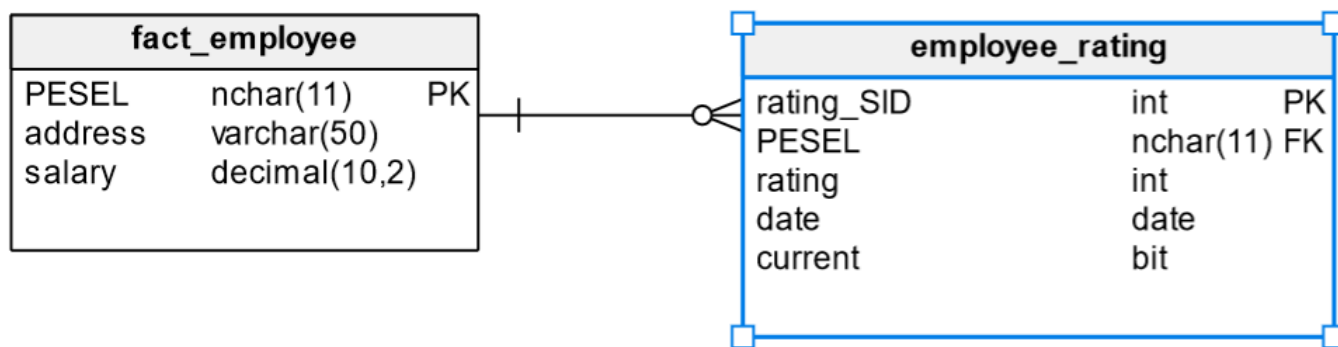 fact_employee
PESEL nchar(11) PK
address varchar(50)
salary decimal(10,2)
employee_rating
rating_SID int PK
PESEL nchar(11) FK
rating int
date date
current bit